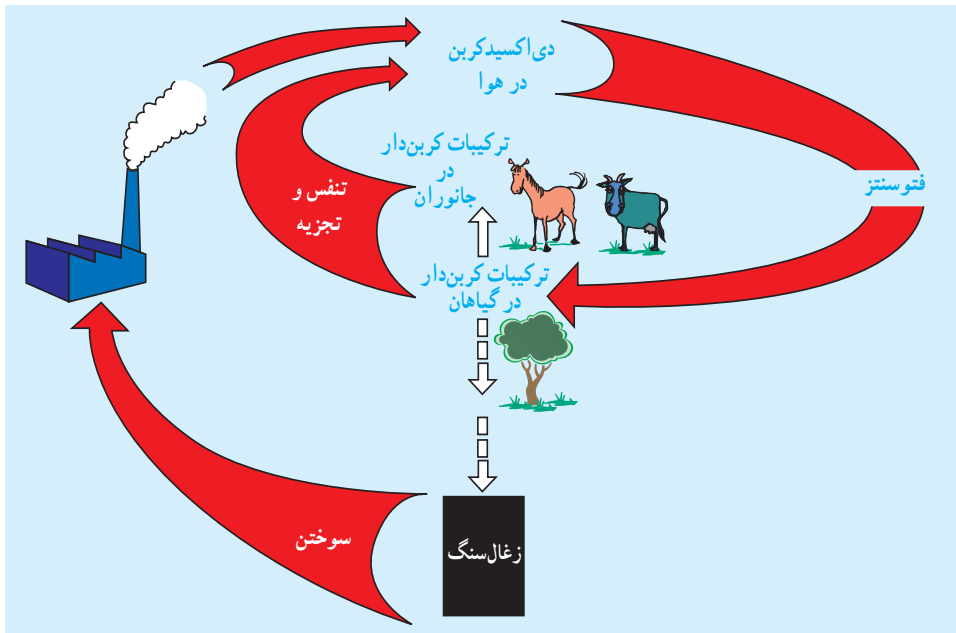 دی‌اکسیدکربن
در هوا
ترکیبات کربن‌دار
در
جانوران
فتوسنتز
تنفس و
تجزیه
ترکیبات کربن‌دار
در گیاهان
سوختن
زغال‌سنگ